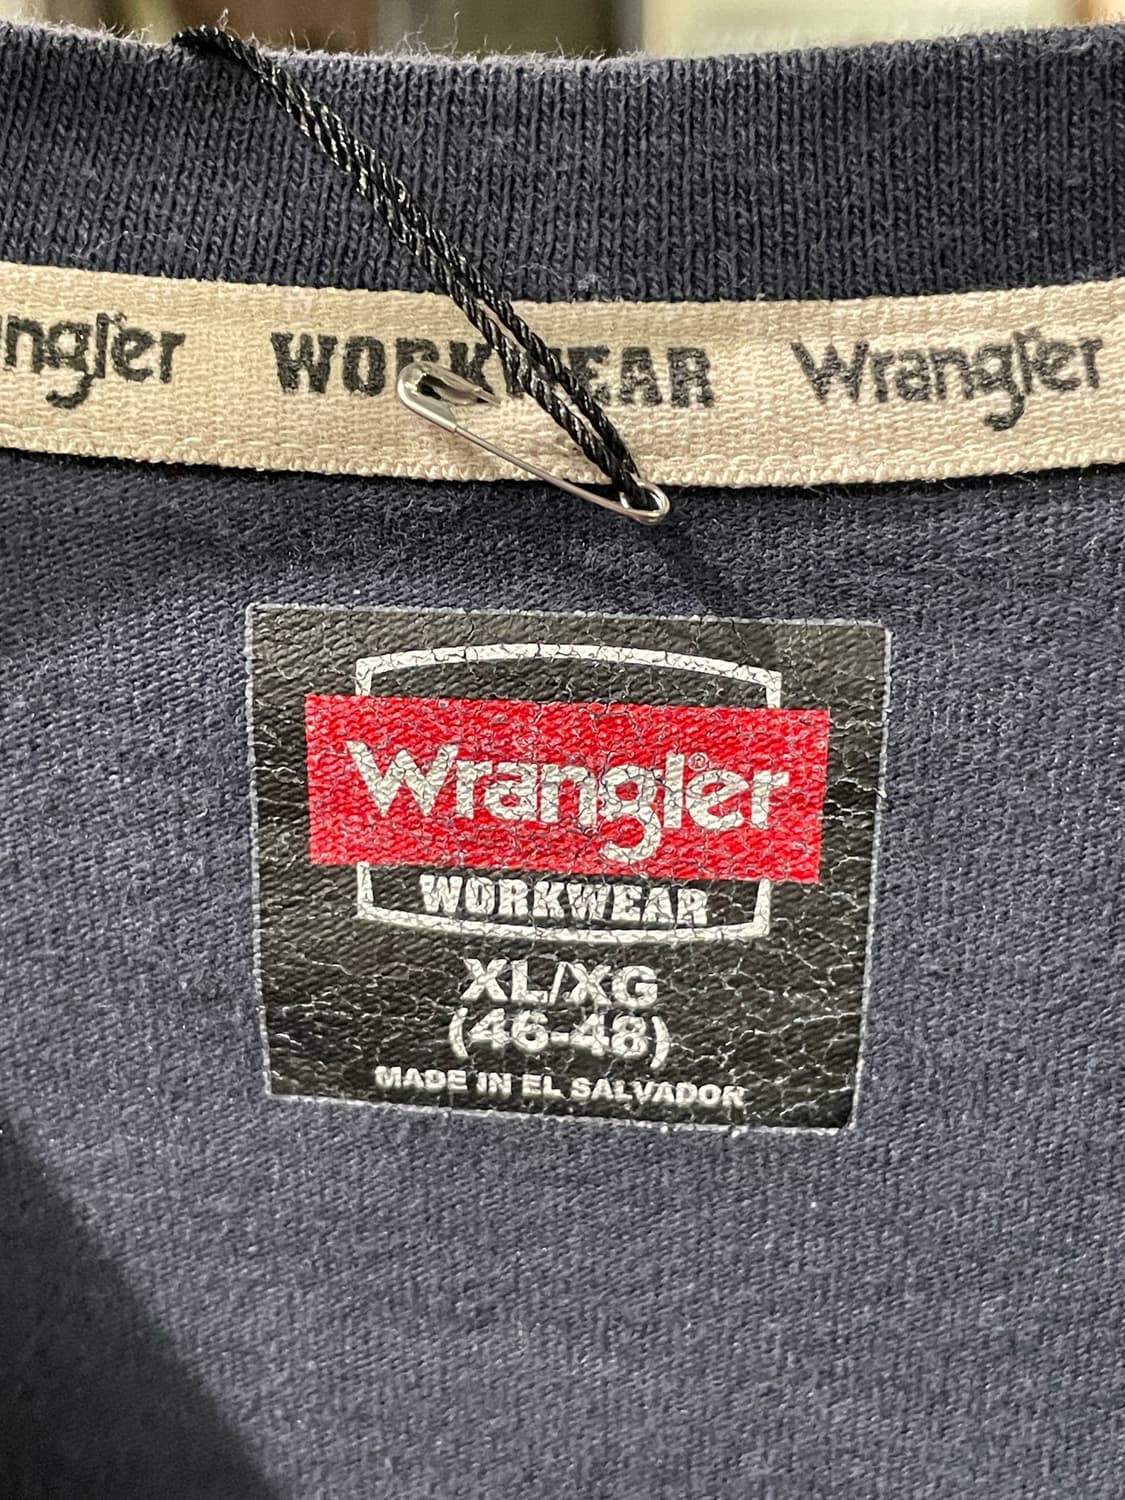 ngler WORKWEAR Wrangler
Wrangler®
WORKWEAR
XL/XG
(46-48)
MADE IN EL SALVADOR